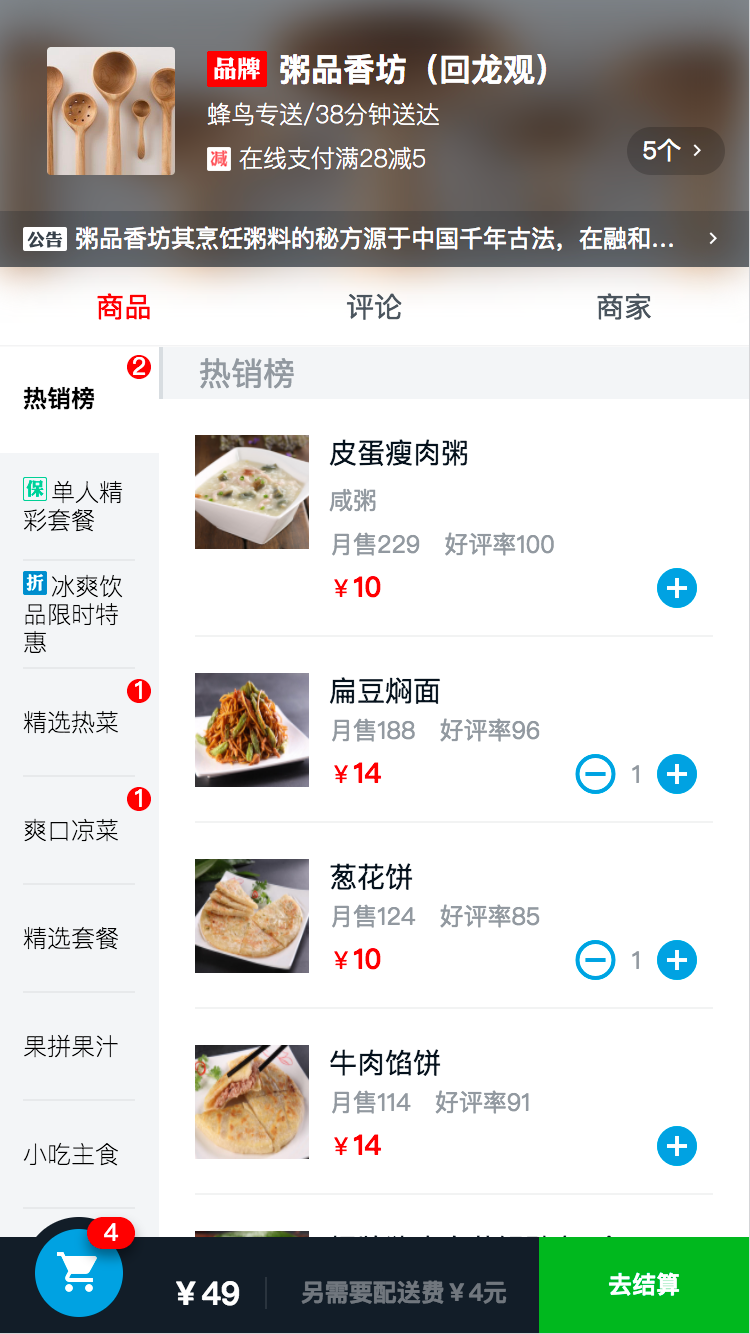 品牌 粥品香坊（回龙观）
蜂鸟专送/38分钟送达
减 在线支付满28减5
5个
公告 粥品香坊其烹饪粥料的秘方源于中国千年古法，在融和...
商品 评论 商家
热销榜 2
保 单人精
彩套餐
折 冰爽饮
品限时特
惠
精选热菜 1
爽口凉菜 1
精选套餐
果拼果汁
小吃主食
热销榜
皮蛋瘦肉粥
咸粥
月售229 好评率100
￥10
扁豆焖面
月售188 好评率96
￥14 1
葱花饼
月售124 好评率85
￥10 1
牛肉馅饼
月售114 好评率91
￥14
4
￥49 另需要配送费￥4元 去结算